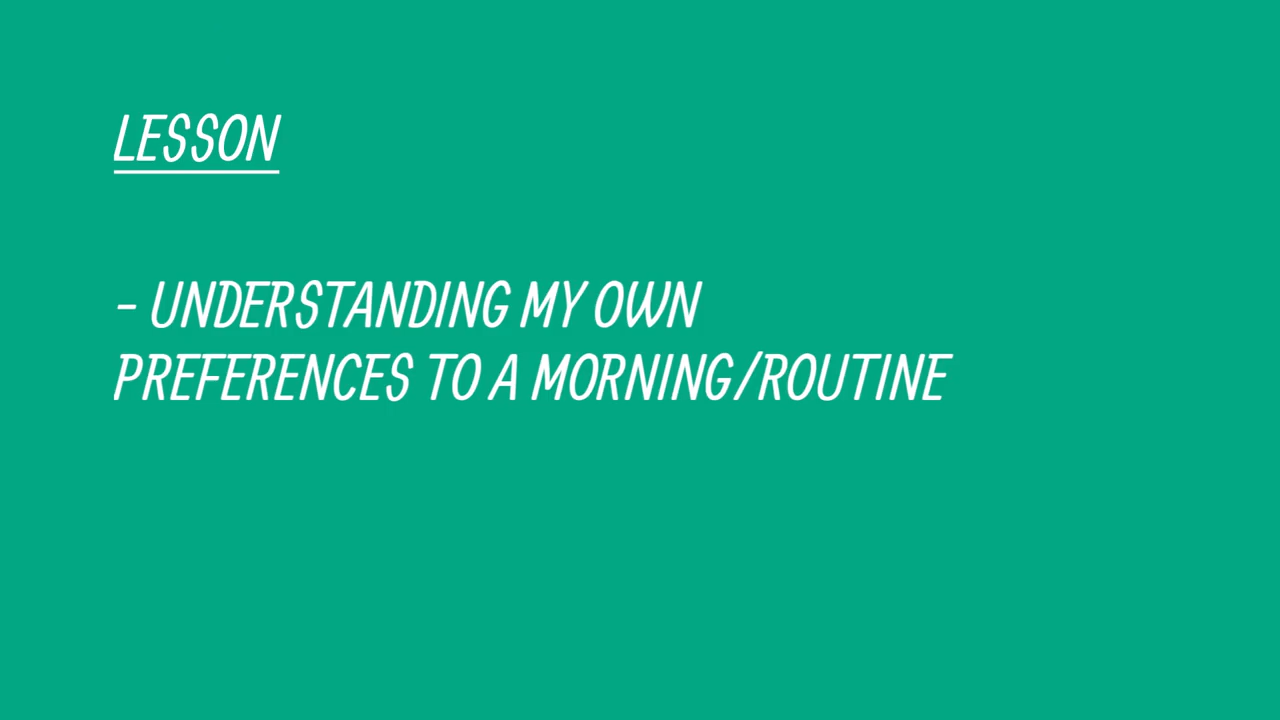 LESSON
- UNDERSTANDING MY OWN
PREFERENCES TO A MORNING/ROUTINE